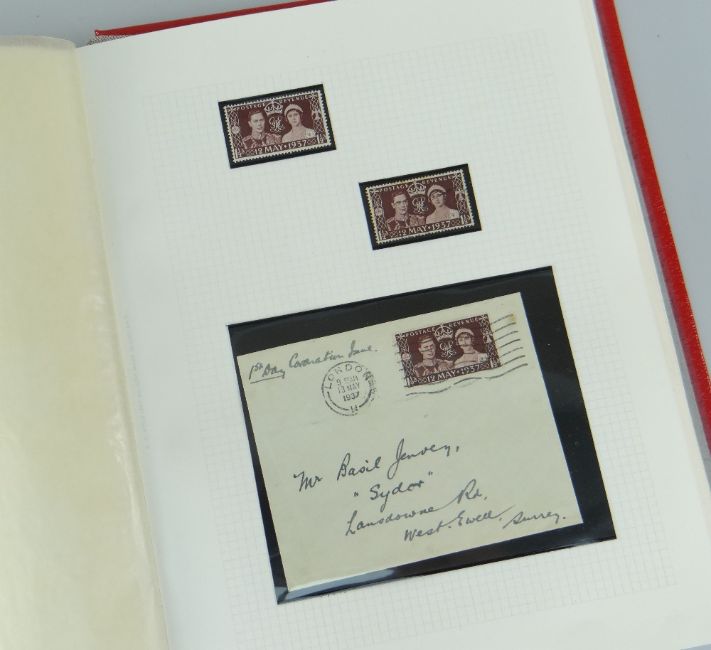 POSTAGE REVENUE
12 MAY • 1937
POSTAGE REVENUE
12 MAY • 1937
1st Day Coronation Issue.
LONDON
13 MAY
1937
POSTAGE REVENUE
12 MAY • 1937
Mr Basil Jenvey,
"Sydor"
Lansdowne Rd.
West. Ewell. Surrey.